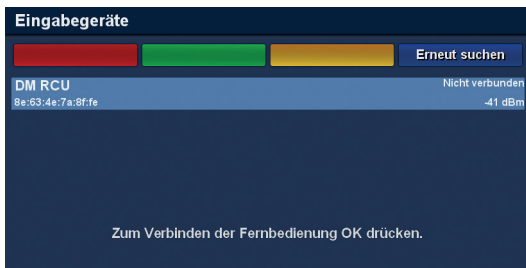 Eingabegeräte
Erneut suchen
DM RCU
Nicht verbunden
8e:63:4e:7a:8f:fe
-41 dBm
Zum Verbinden der Fernbedienung OK drücken.